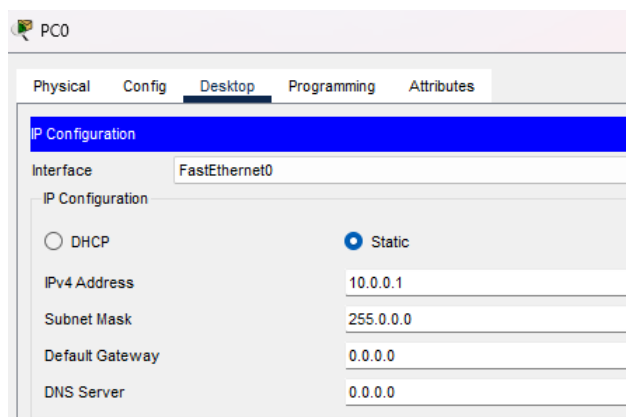 PC0
Physical Config Desktop Programming Attributes
IP Configuration
Interface FastEthernet0
IP Configuration
DHCP Static
IPv4 Address 10.0.0.1
Subnet Mask 255.0.0.0
Default Gateway 0.0.0.0
DNS Server 0.0.0.0